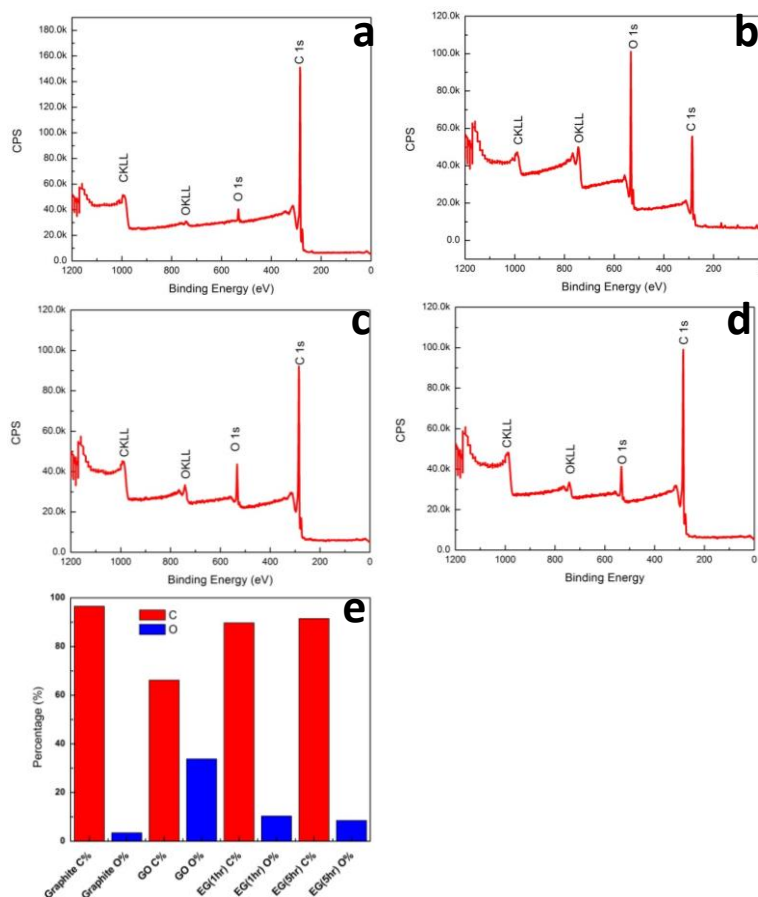 a
180.0k
160.0k
140.0k
120.0k
100.0k
80.0k
60.0k
40.0k
20.0k
0.0
CPS
CKLL
OKLL
O 1s
C 1s
1200 1000 800 600 400 200 0
Binding Energy (eV)
b
120.0k
100.0k
80.0k
60.0k
40.0k
20.0k
0.0
CPS
CKLL
OKLL
O 1s
C 1s
1200 1000 800 600 400 200
Binding Energy (eV)
c
120.0k
100.0k
80.0k
60.0k
40.0k
20.0k
0.0
CPS
CKLL
OKLL
O 1s
C 1s
1200 1000 800 600 400 200 0
Binding Energy (eV)
d
120.0k
100.0k
80.0k
60.0k
40.0k
20.0k
0.0
CPS
CKLL
OKLL
O 1s
C 1s
1200 1000 800 600 400 200 0
Binding Energy
e
100
80
60
40
20
0
Percentage (%)
C
O
Graphite C%
Graphite O%
GO C%
GO O%
EG(1hr) C%
EG(1hr) O%
EG(5hr) C%
EG(5hr) O%